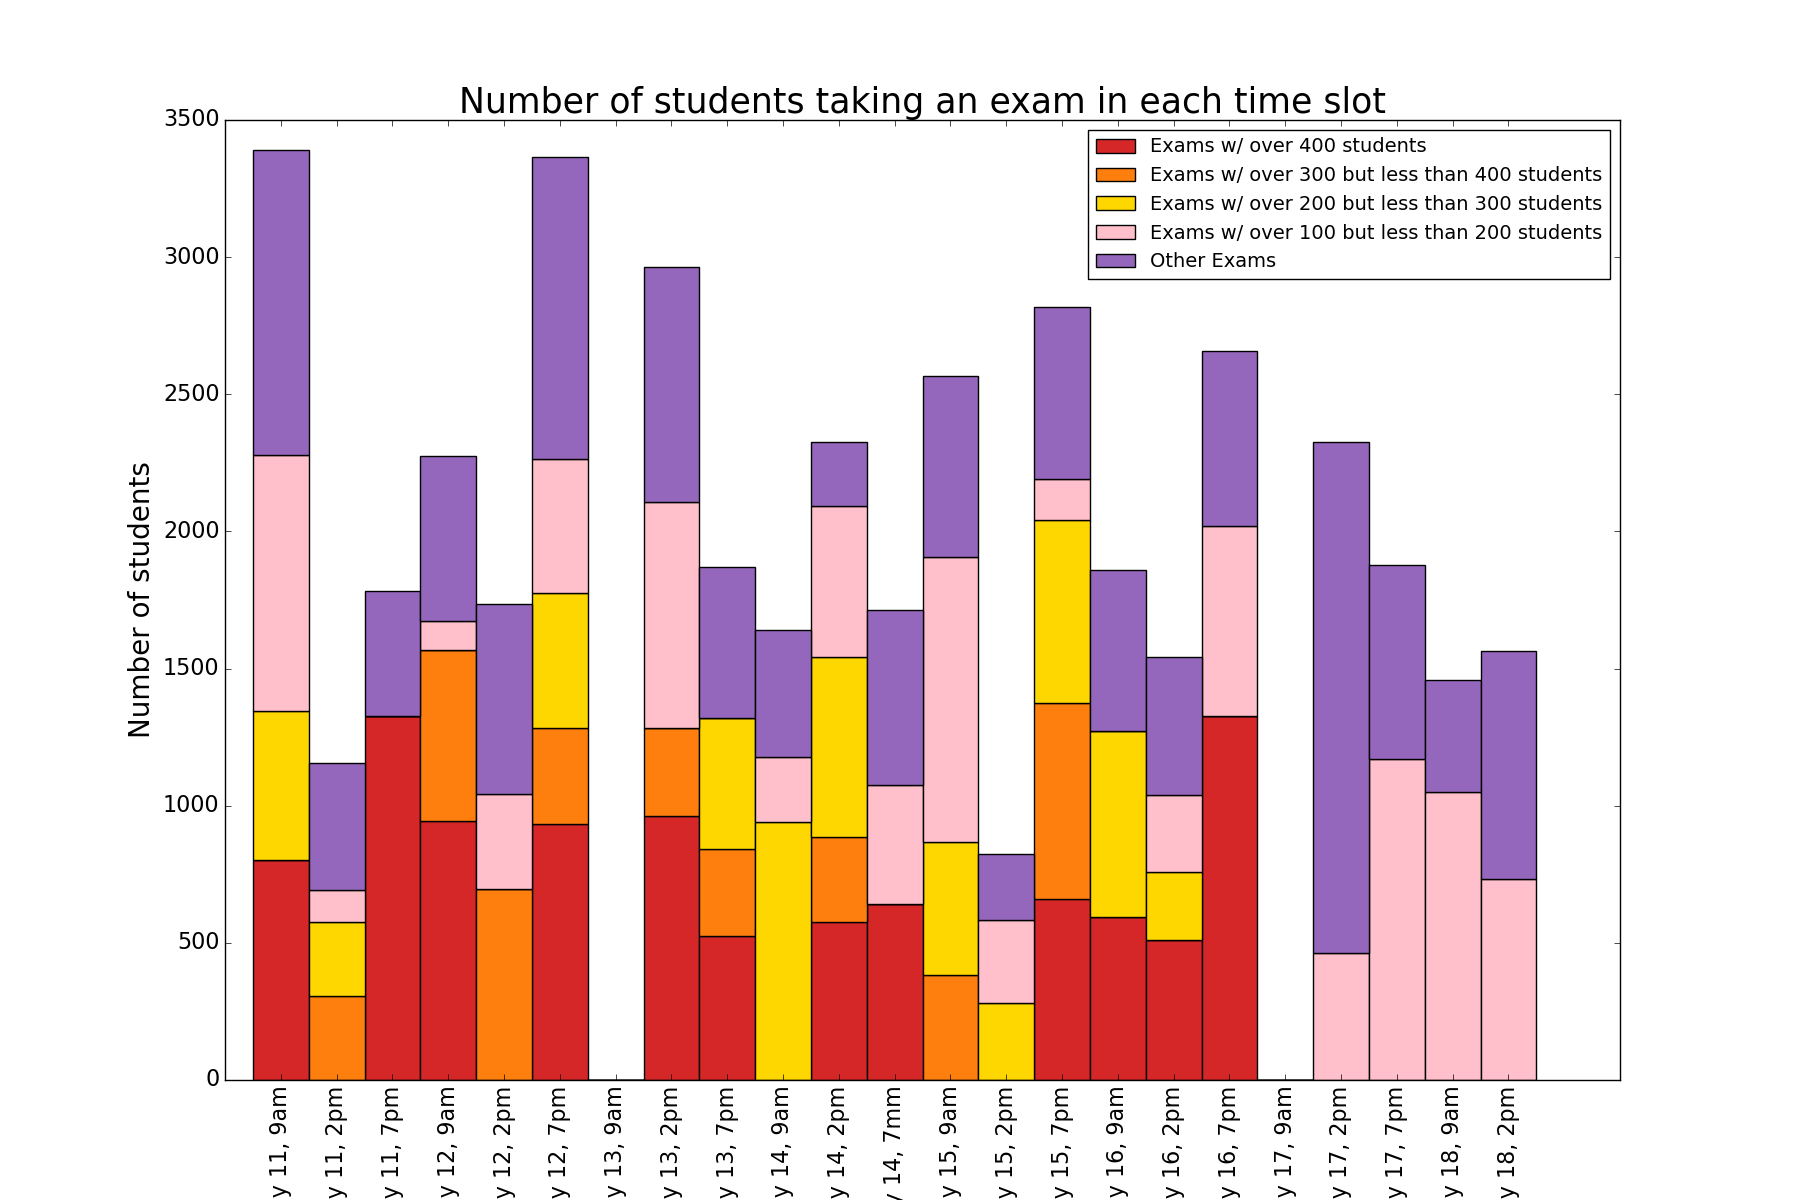 Number of students taking an exam in each time slot
Exams w/ over 400 students
Exams w/ over 300 but less than 400 students
Exams w/ over 200 but less than 300 students
Exams w/ over 100 but less than 200 students
Other Exams
Number of students
3500
3000
2500
2000
1500
1000
500
0
y 11, 9am
y 11, 2pm
y 11, 7pm
y 12, 9am
y 12, 2pm
y 12, 7pm
y 13, 9am
y 13, 2pm
y 13, 7pm
y 14, 9am
y 14, 2pm
y 14, 7mm
y 15, 9am
y 15, 2pm
y 15, 7pm
y 16, 9am
y 16, 2pm
y 16, 7pm
y 17, 9am
y 17, 2pm
y 17, 7pm
y 18, 9am
y 18, 2pm